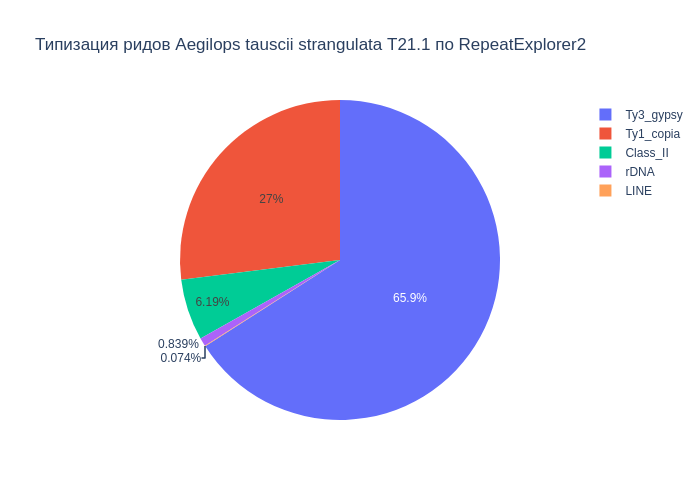 Типизация ридов Aegilops tauscii strangulata T21.1 по RepeatExplorer2
Ty3_gypsy
Ty1_copia
Class_II
rDNA
LINE
27%
65.9%
6.19%
0.839%
0.074%